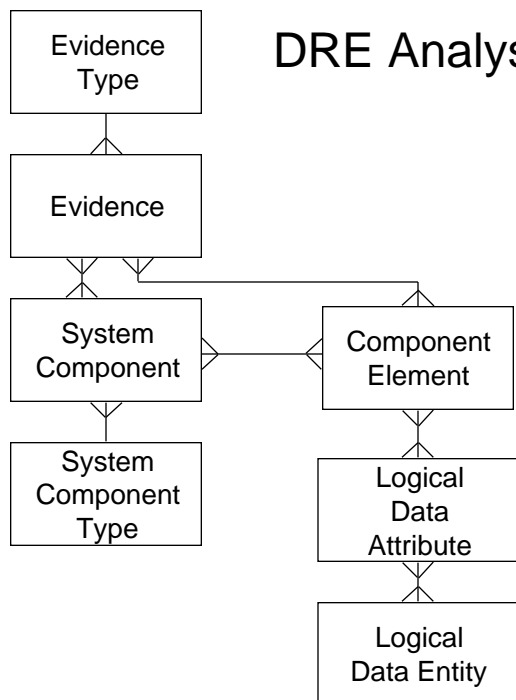 DRE Analys
Evidence
Type
Evidence
System
Component
Component
Element
System
Component
Type
Logical
Data
Attribute
Logical
Data Entity